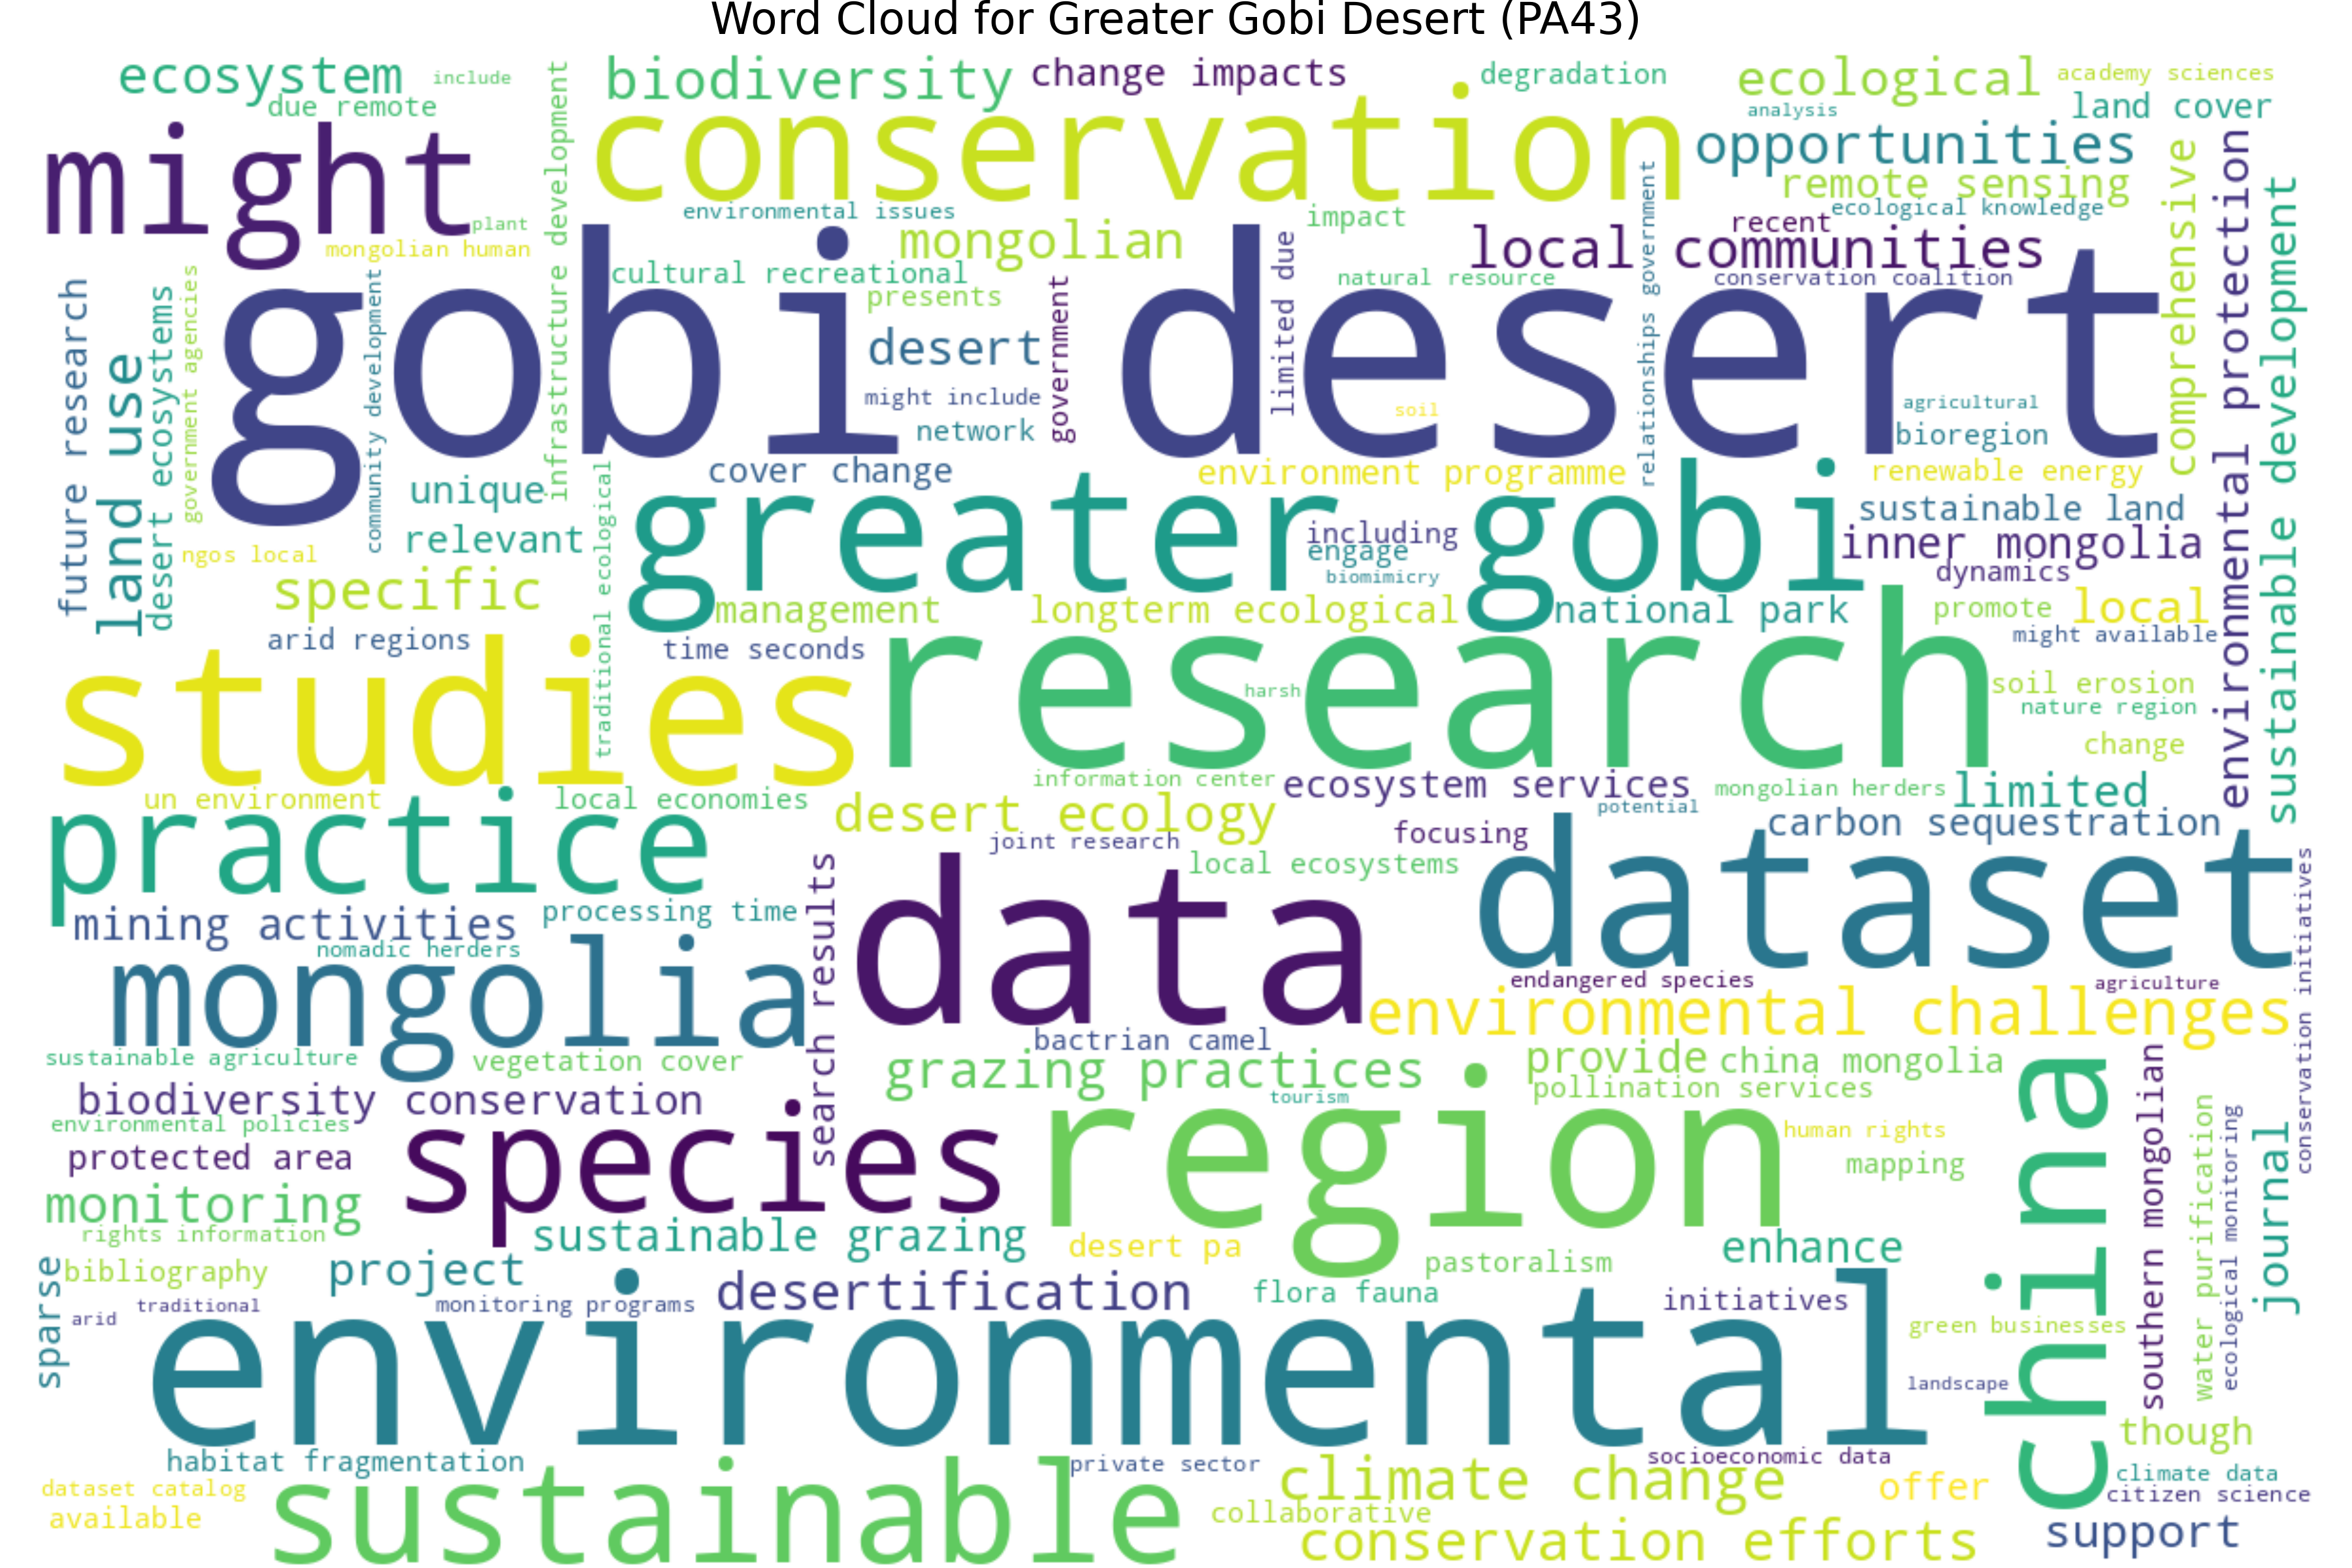 Word Cloud for Greater Gobi Desert (PA43)
ecosystem
include
due remote
biodiversity
change impacts
degradation
ecological
academy sciences
analysis
land cover
might
conservation
opportunities
remote sensing
plant
mongolian human
infrastructure development
environmental issues
mongolian
impact
recent
ecological knowledge
local communities
conservation coalition
natural resource
relationships government
comprehensive
environmental protection
sustainable development
cultural recreational
presents
government
limited due
gobi desert
desert
might include
network
soil
agricultural
bioregion
future research
land use
desert ecosystems
government agencies
community development
unique
relevant
cover change
environment programme
renewable energy
greater gobi
including
engage
biomimicry
sustainable land
inner mongolia
dynamics
ngos local
specific
traditional ecological
management
longterm ecological
national park
promote
local
might available
arid regions
time seconds
studies
research
harsh
soil erosion
nature region
change
un environment
local economies
information center
ecosystem services
mongolian herders
limited
potential
practice
desert ecology
focusing
carbon sequestration
joint research
local ecosystems
data
dataset
mining activities
processing time
nomadic herders
search results
mongolia
endangered species
agriculture
conservation initiatives
environmental challenges
bactrian camel
sustainable agriculture
vegetation cover
grazing practices
provide
china mongolia
pollination services
tourism
biodiversity conservation
environmental policies
protected area
species
region
human rights
mapping
china
southern mongolian
water purification
ecological monitoring
journal
monitoring
rights information
sustainable grazing
desert pa
pastoralism
enhance
sparse
bibliography
project
desertification
flora fauna
initiatives
arid
traditional
monitoring programs
green businesses
environmental
landscape
though
habitat fragmentation
private sector
socioeconomic data
dataset catalog
available
sustainable
climate change
offer
climate data
citizen science
collaborative
conservation efforts
support